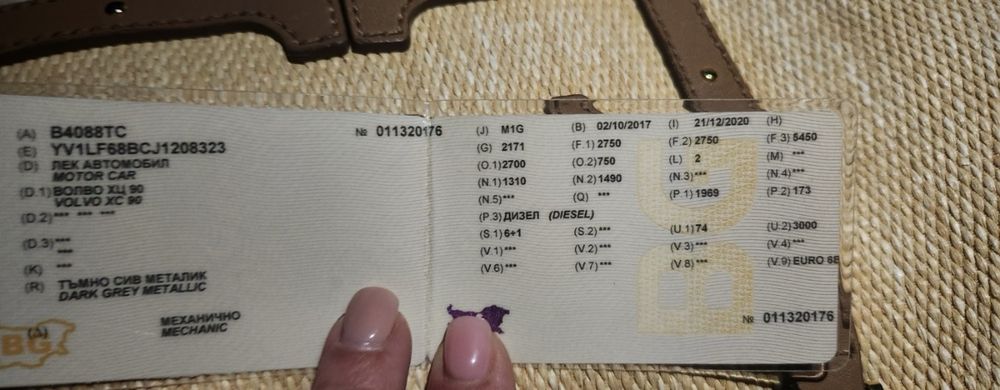 (A) B4088TC № 011320176
(E) YV1LF68BCJ1208323
(D) ЛЕК АВТОМОБИЛ
MOTOR CAR
(D.1) ВОЛВО ХЦ 90
VOLVO XC 90
(D.2) *** *** ***
(D.3) ***
***
(K) ***
(R) ТЪМНО СИВ МЕТАЛИК
DARK GREY METALLIC
МЕХАНИЧНО
MECHANIC
BG
(J) M1G (B) 02/10/2017 (I) 21/12/2020 (H)
(G) 2171 (F.1) 2750 (F.2) 2750 (F.3) 5450
(O.1) 2700 (O.2) 750 (L) 2 (M) ***
(N.1) 1310 (N.2) 1490 (N.3) *** (N.4) ***
(N.5) *** (Q) *** (P.1) 1969 (P.2) 173
(P.3) ДИЗЕЛ (DIESEL)
(S.1) 6+1 (S.2) *** (U.1) 74 (U.2) 3000
(V.1) *** (V.2) *** (V.3) *** (V.4) ***
(V.6) *** (V.7) *** (V.8) *** (V.9) EURO 6B
BG
№ 011320176